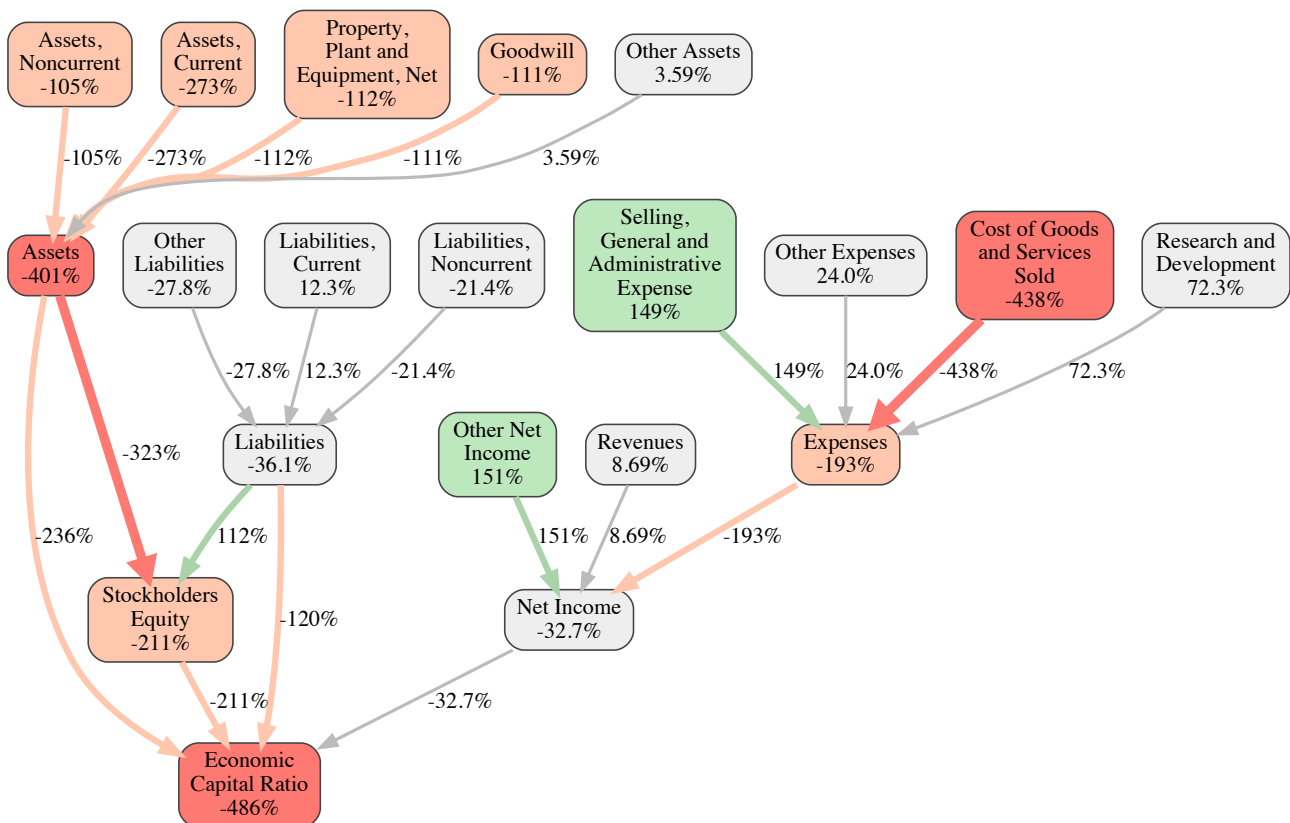 Assets,
Noncurrent
-105%
Assets,
Current
-273%
Property,
Plant and
Equipment, Net
-112%
Goodwill
-111%
Other Assets
3.59%
-105%
-273%
-112%
-111%
3.59%
Assets
-401%
Other
Liabilities
-27.8%
Liabilities,
Current
12.3%
Liabilities,
Noncurrent
-21.4%
Selling,
General and
Administrative
Expense
149%
Other Expenses
24.0%
Cost of Goods
and Services
Sold
-438%
Research and
Development
72.3%
-27.8%
12.3%
-21.4%
149%
24.0%
-438%
72.3%
-323%
Liabilities
-36.1%
Other Net
Income
151%
Revenues
8.69%
Expenses
-193%
-236%
112%
151%
8.69%
-193%
Stockholders
Equity
-211%
-120%
Net Income
-32.7%
-211%
-32.7%
Economic
Capital Ratio
-486%